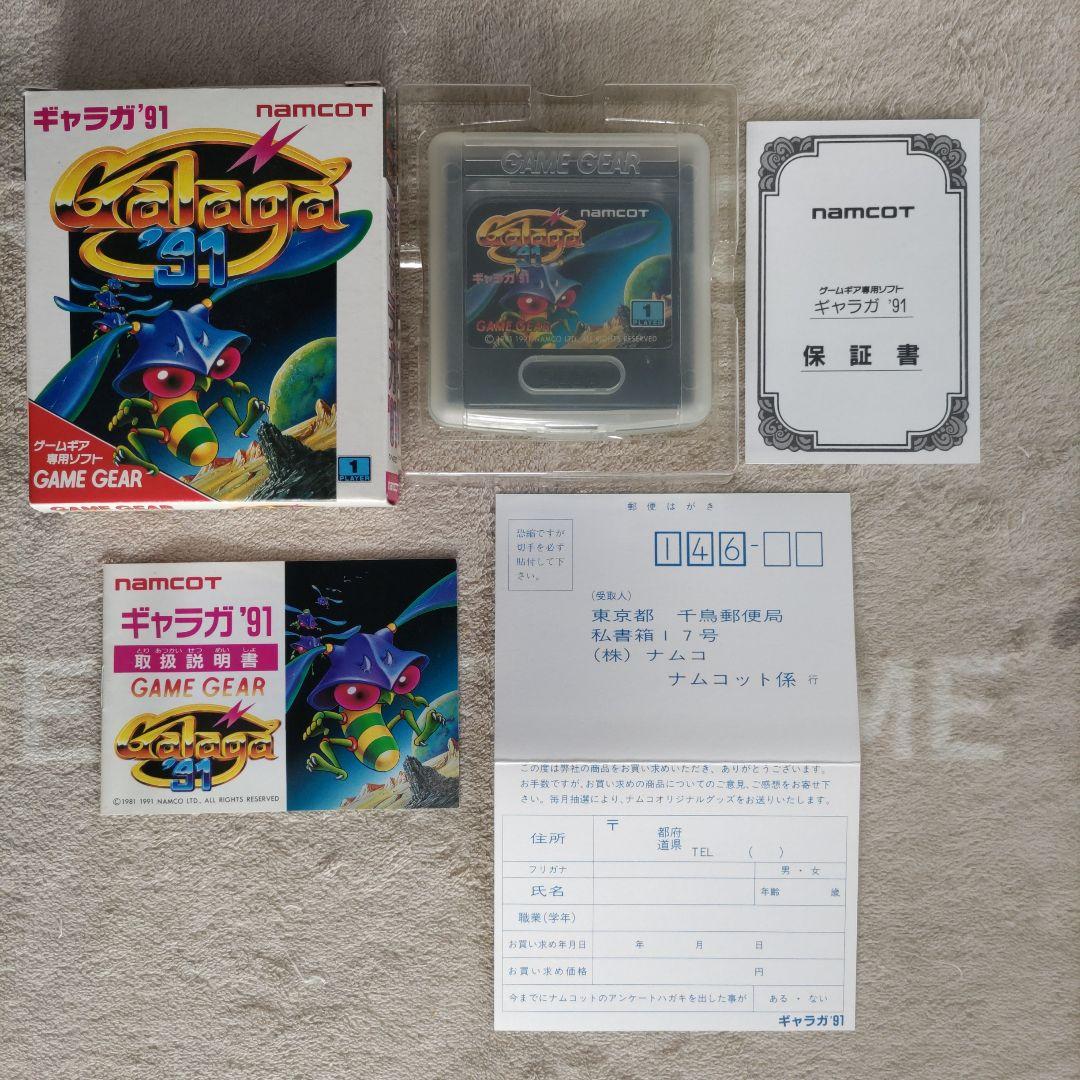 ギャラガ'91
namcoT
Galaga
'91
ゲームギア
専用ソフト
GAME GEAR
1
PLAYER
GAME GEAR
GAME GEAR
namcoT
Galaga
'91
ギャラガ'91
GAME GEAR
1
PLAYER
© 1981 1991 NAMCO LTD., ALL RIGHTS RESERVED
namcoT
ゲームギア専用ソフト
ギャラガ '91
保証書
namcoT
ギャラガ'91
とり あつかい せつ めい しょ
取扱説明書
GAME GEAR
Galaga
'91
©1981 1991 NAMCO LTD., ALL RIGHTS RESERVED
郵便はがき
恐縮ですが
切手を必ず
貼付して下
さい。
146-
(受取人)
東京都 千鳥郵便局
私書箱17号
(株)ナムコ
ナムコット係 行
この度は弊社の商品をお買い求めいただき、ありがとうございます。
お手数ですが、お買い求めの商品についてのご意見、ご感想をお寄せ下
さい。毎月抽選により、ナムコオリジナルグッズをお送りいたします。
住所
〒
都府
道県
TEL ( )
フリガナ
男・女
氏名
年齢 歳
職業(学年)
お買い求め年月日 年 月 日
お買い求め価格 円
今までにナムコットのアンケートハガキを出した事が ある・ない
ギャラガ'91